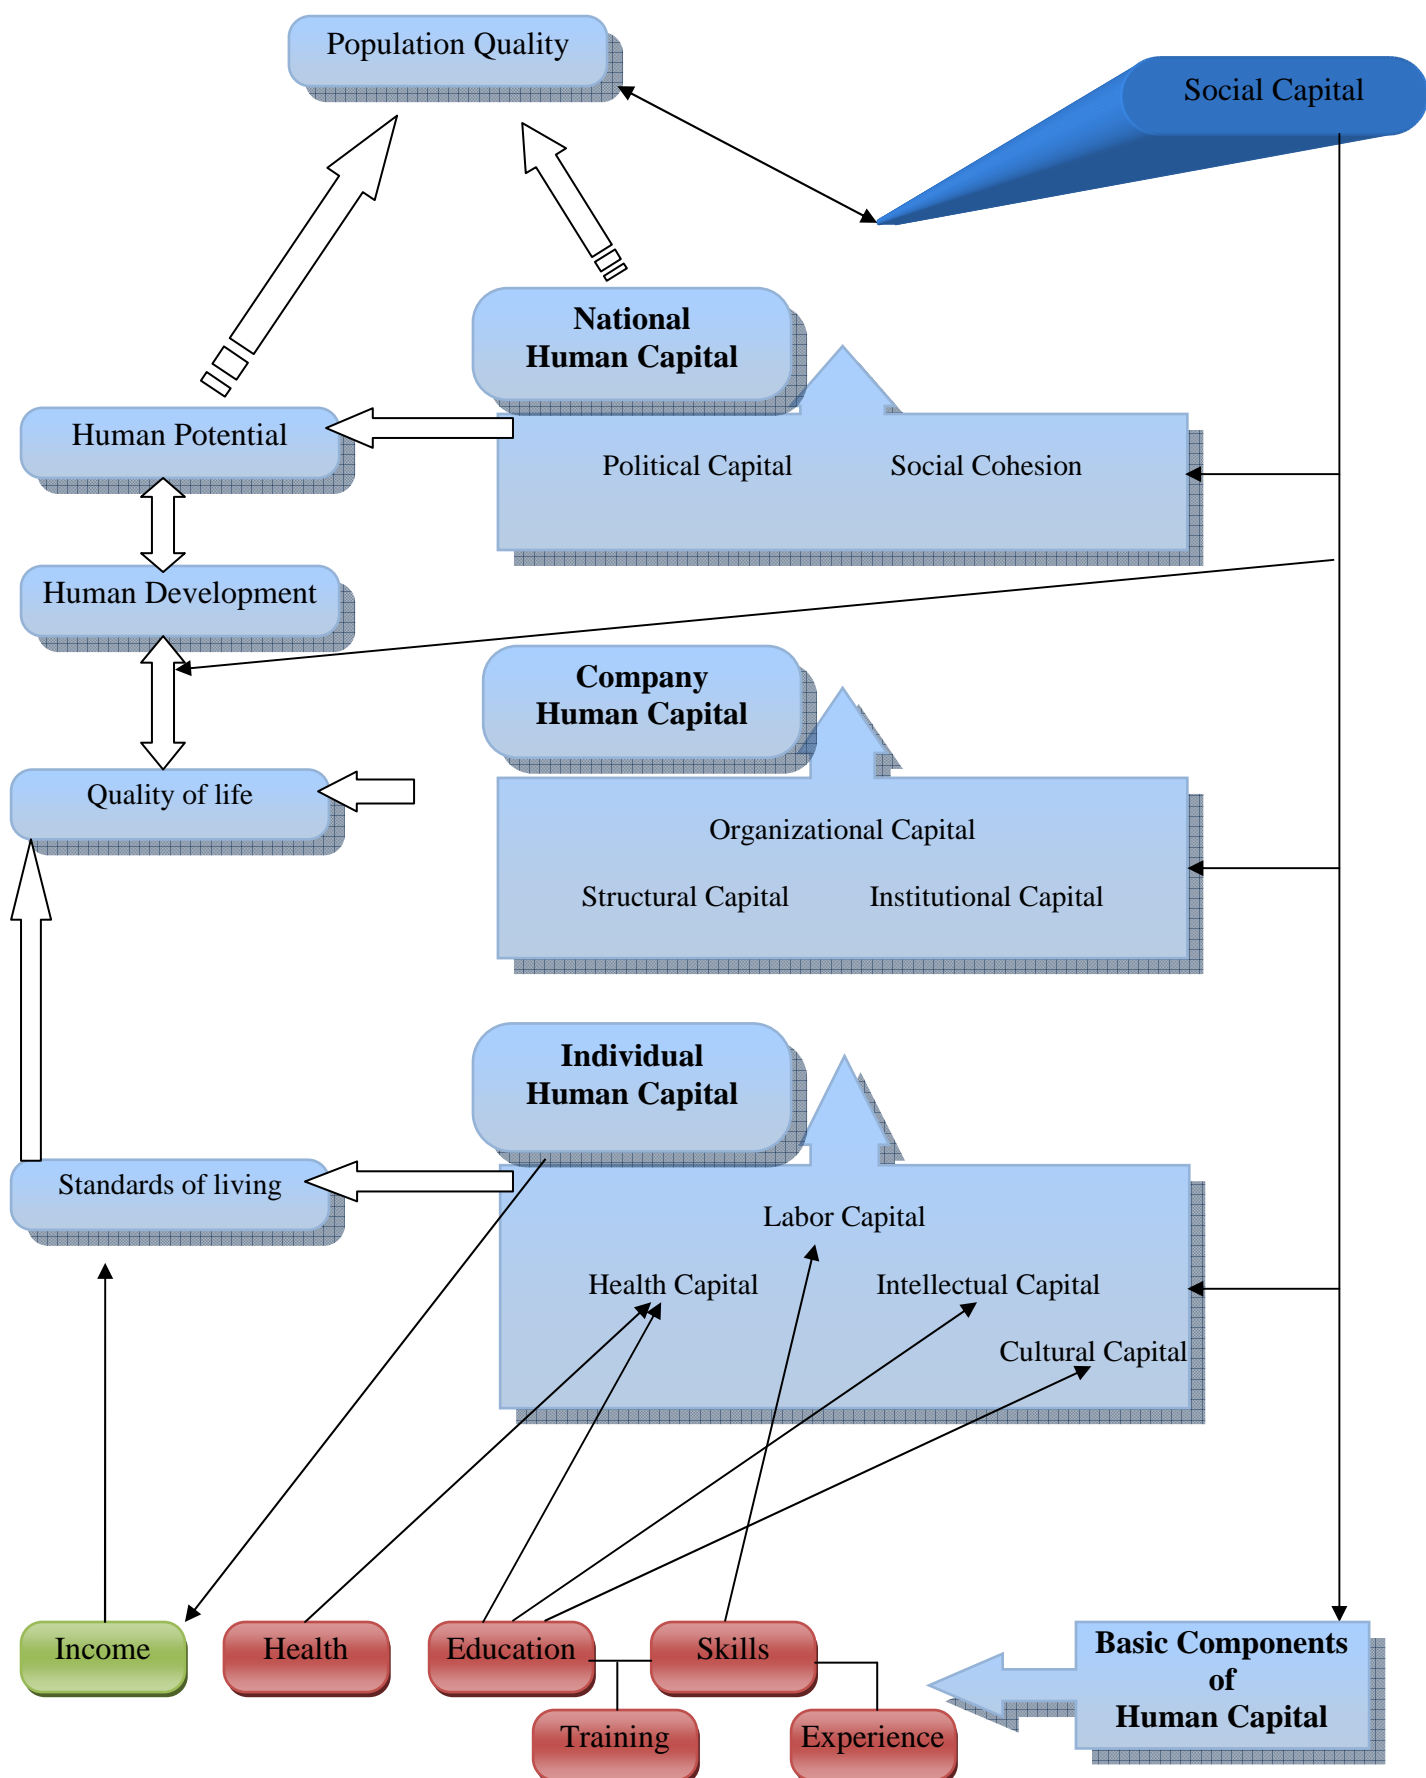 Population Quality
Social Capital
National
Human Capital
Human Potential
Political Capital
Social Cohesion
Human Development
Company
Human Capital
Quality of life
Organizational Capital
Structural Capital
Institutional Capital
Individual
Human Capital
Standards of living
Labor Capital
Health Capital
Intellectual Capital
Cultural Capital
Income
Health
Education
Skills
Basic Components
of
Human Capital
Training
Experience